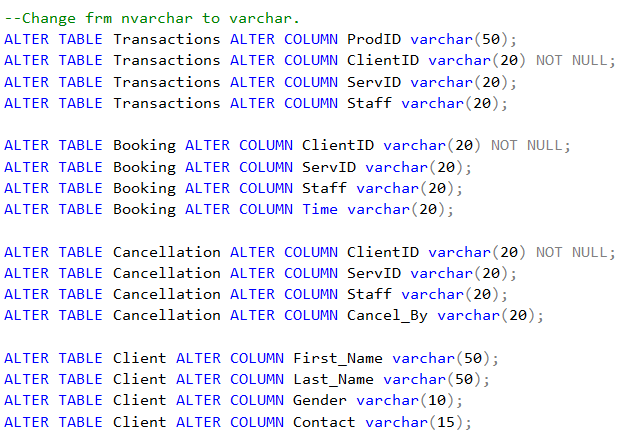 --Change frm nvarchar to varchar.
ALTER TABLE Transactions ALTER COLUMN ProdID varchar(50);
ALTER TABLE Transactions ALTER COLUMN ClientID varchar(20) NOT NULL;
ALTER TABLE Transactions ALTER COLUMN ServID varchar(20);
ALTER TABLE Transactions ALTER COLUMN Staff varchar(20);

ALTER TABLE Booking ALTER COLUMN ClientID varchar(20) NOT NULL;
ALTER TABLE Booking ALTER COLUMN ServID varchar(20);
ALTER TABLE Booking ALTER COLUMN Staff varchar(20);
ALTER TABLE Booking ALTER COLUMN Time varchar(20);

ALTER TABLE Cancellation ALTER COLUMN ClientID varchar(20) NOT NULL;
ALTER TABLE Cancellation ALTER COLUMN ServID varchar(20);
ALTER TABLE Cancellation ALTER COLUMN Staff varchar(20);
ALTER TABLE Cancellation ALTER COLUMN Cancel_By varchar(20);

ALTER TABLE Client ALTER COLUMN First_Name varchar(50);
ALTER TABLE Client ALTER COLUMN Last_Name varchar(50);
ALTER TABLE Client ALTER COLUMN Gender varchar(10);
ALTER TABLE Client ALTER COLUMN Contact varchar(15);